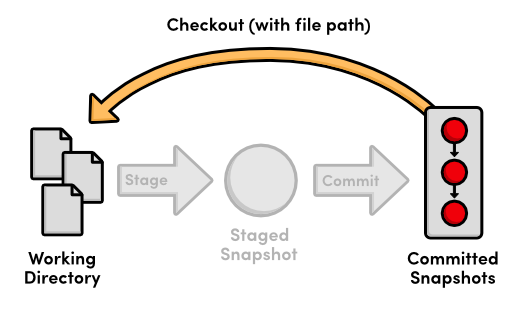 Checkout (with file path)
Stage
Commit
Staged
Snapshot
Working
Directory
Committed
Snapshots